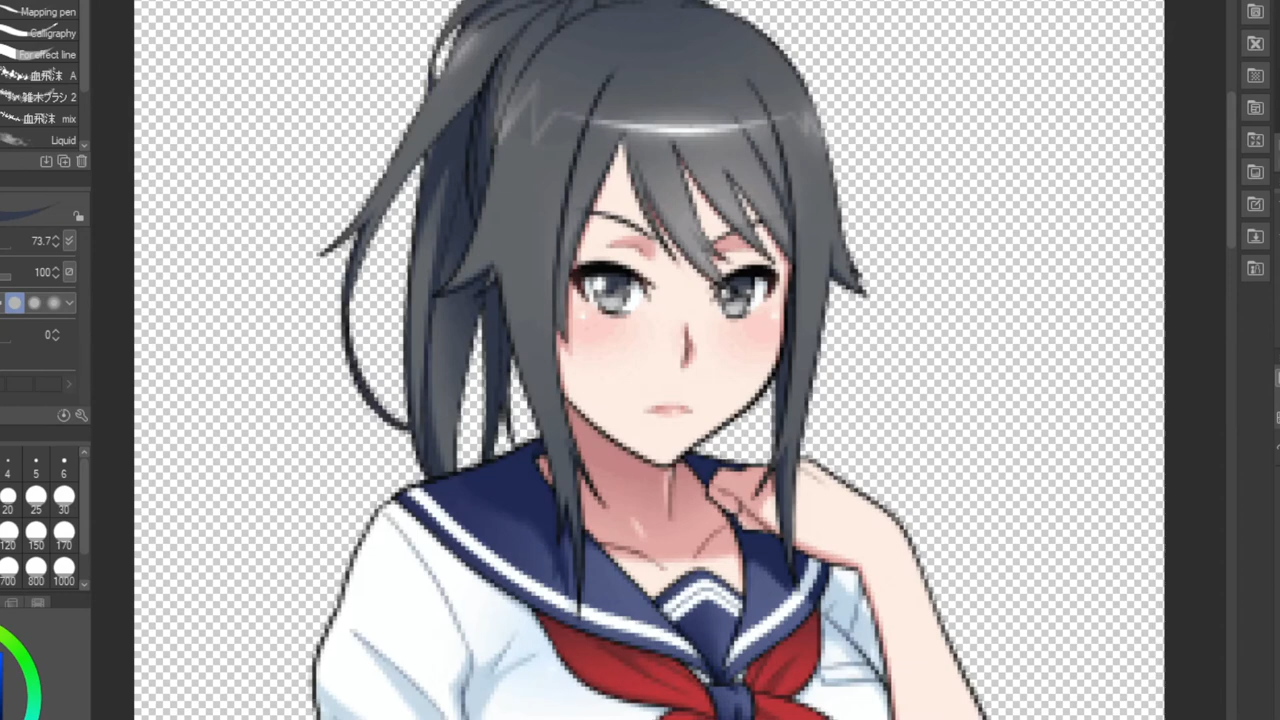 Mapping pen
Calligraphy
For effect line
血飛沫 A
雑木ブラシ 2
血飛沫 mix
Liquid
73.7
100
0
4 5 6
20 25 30
120 150 170
700 800 1000